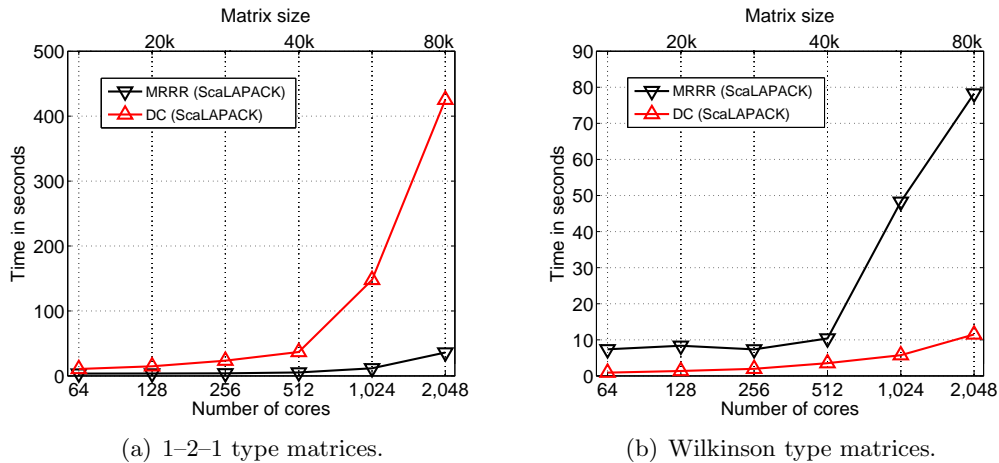 Matrix size
20k 40k 80k
500
400
300
200
100
0
Time in seconds
MRRR (ScaLAPACK)
DC (ScaLAPACK)
64 128 256 512 1,024 2,048
Number of cores
(a) 1–2–1 type matrices.
Matrix size
20k 40k 80k
90
80
70
60
50
40
30
20
10
0
Time in seconds
MRRR (ScaLAPACK)
DC (ScaLAPACK)
64 128 256 512 1,024 2,048
Number of cores
(b) Wilkinson type matrices.